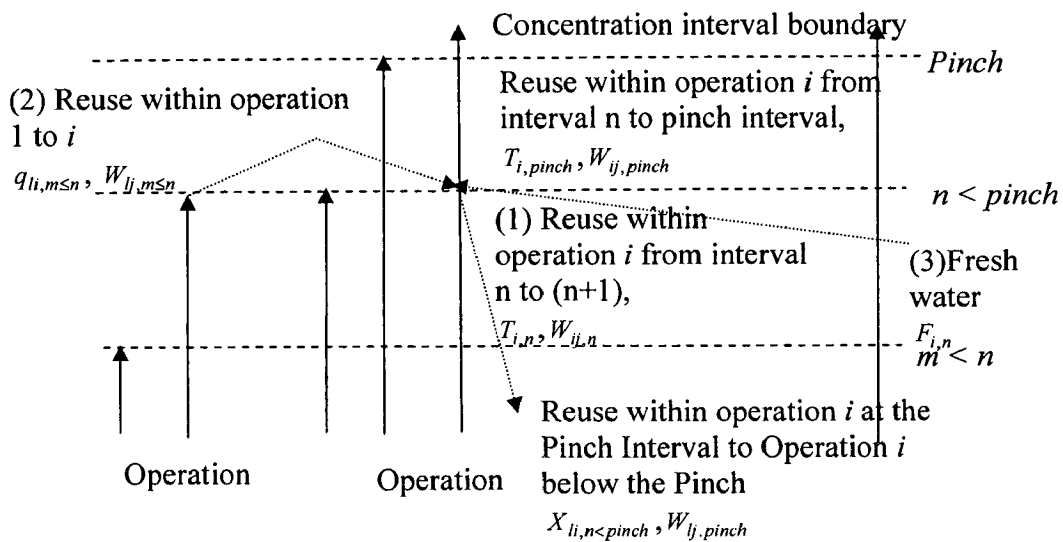 Concentration interval boundary
Pinch
(2) Reuse within operation
1 to i
q_{li,m≤n}, W_{lj,m≤n}
Reuse within operation i from
interval n to pinch interval,
T_{i,pinch}, W_{ij,pinch}
n < pinch
(1) Reuse within
operation i from interval
n to (n+1),
T_{i,n}, W_{ij,n}
(3)Fresh
water
F_{i,n}
m < n
Reuse within operation i at the
Pinch Interval to Operation i
below the Pinch
X_{li,n<pinch}, W_{lj.pinch}
Operation
Operation